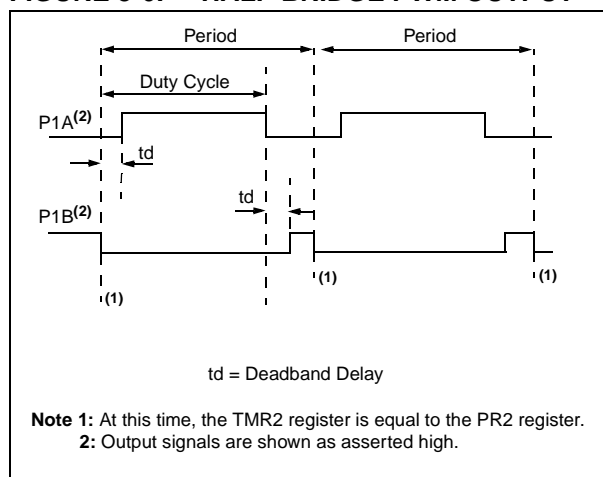 Period Period
Duty Cycle
P1A(2)
td
td
P1B(2)
(1) (1) (1)
td = Deadband Delay
Note 1: At this time, the TMR2 register is equal to the PR2 register.
2: Output signals are shown as asserted high.